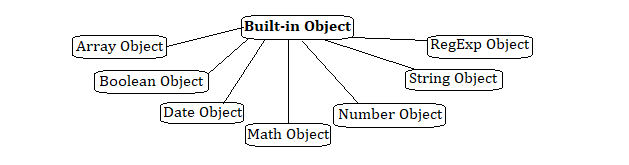 Built-in Object
Array Object
RegExp Object
Boolean Object
String Object
Date Object
Number Object
Math Object